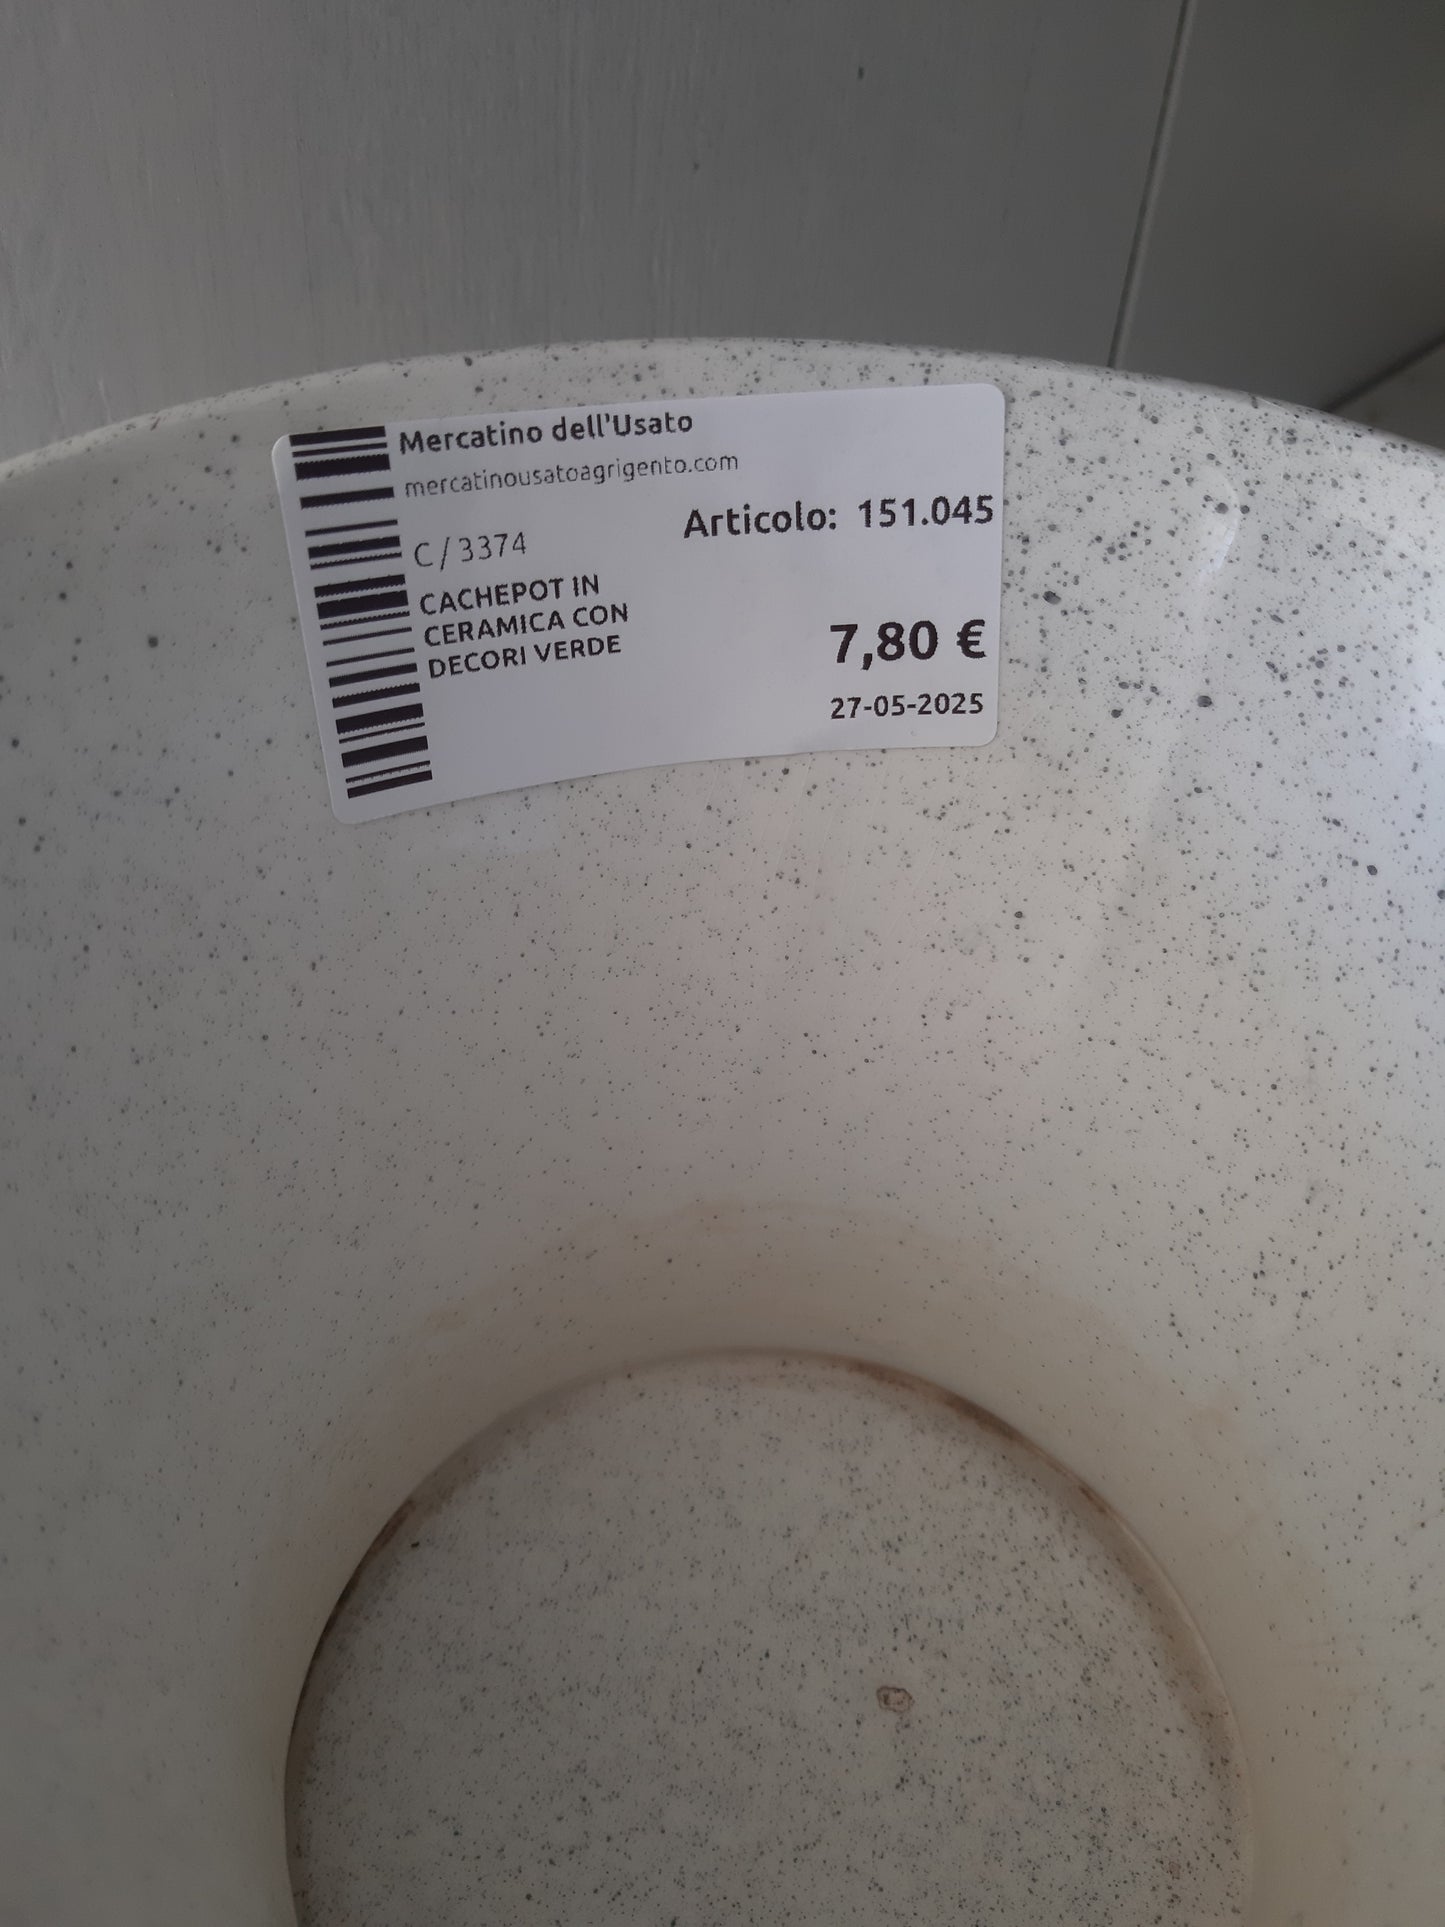 Mercatino dell'Usato
mercatinousatoagrigento.com
Articolo: 151.045
C/3374
CACHEPOT IN
CERAMICA CON
DECORI VERDE
7,80 €
27-05-2025